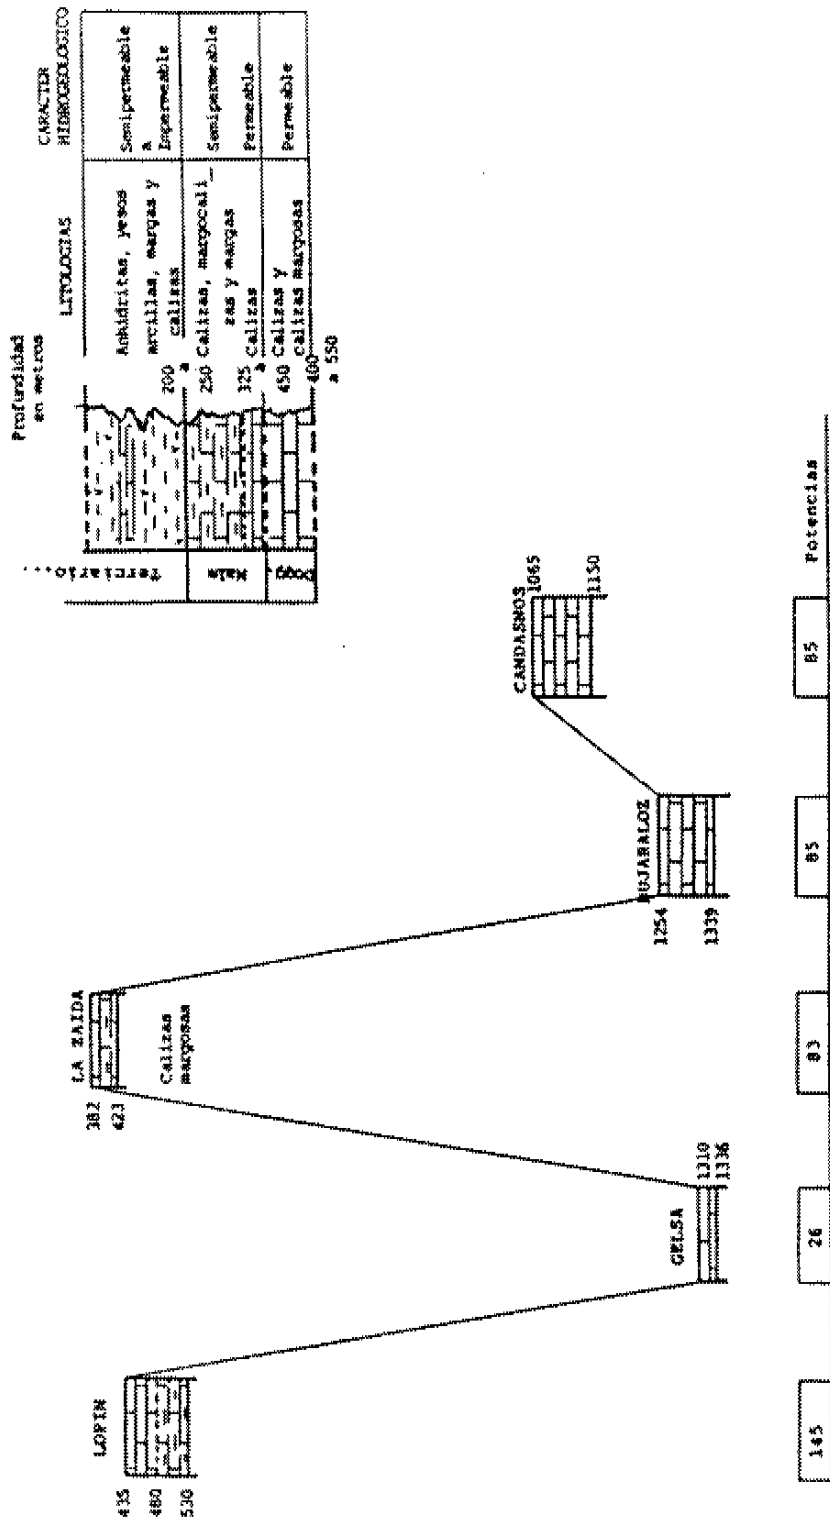 Profundidad
en metros
LITOLOGIAS
CARACTER
HIDROGEOLOGICO
Terciario...
Anhidritas, yesos
arcillas, margas y
calizas
Semipermeable
a
Impermeable
200
a
250
Malm
Calizas, margocali_
zas y margas
Semipermeable
325
a
450
Calizas
Permeable
Dogg.
Calizas y
calizas margosas
Permeable
400
a 550
LOPIN
435
480
530
GELSA
1310
1336
LA ZAIDA
382
423
Calizas
margosas
BUJARALOZ
1254
1339
CANDASNOS
1065
1150
145
26
83
85
85
Potencias